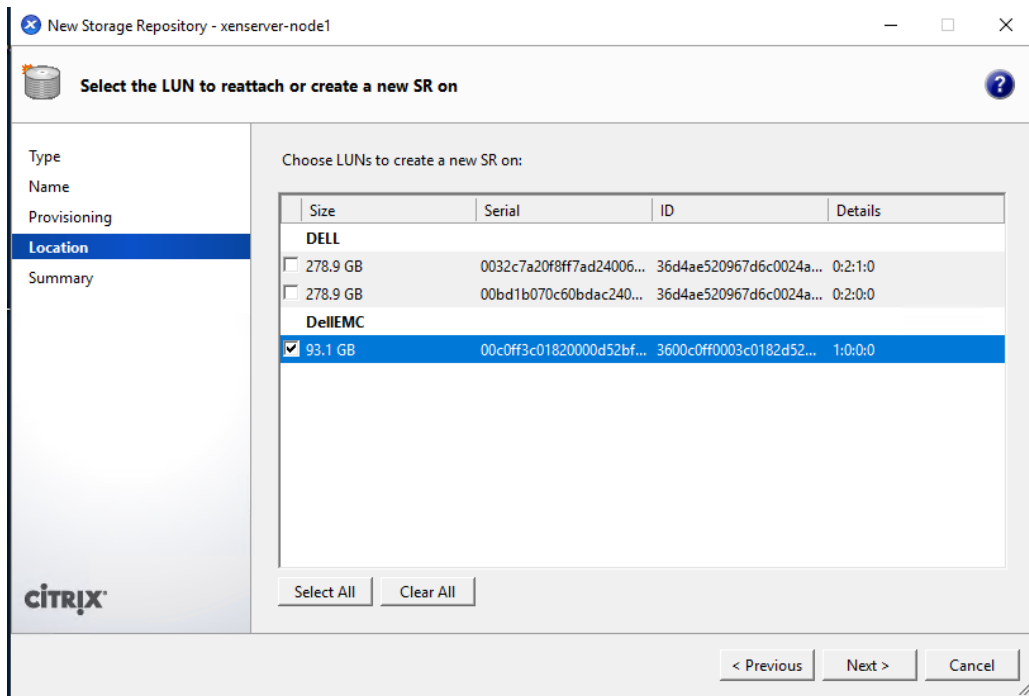 New Storage Repository - xenserver-node1
Select the LUN to reattach or create a new SR on
?
Type
Name
Provisioning
Location
Summary
Choose LUNs to create a new SR on:
Size Serial ID Details
DELL
278.9 GB 0032c7a20f8ff7ad24006... 36d4ae520967d6c0024a... 0:2:1:0
278.9 GB 00bd1b070c60bdac240... 36d4ae520967d6c0024a... 0:2:0:0
DellEMC
93.1 GB 00c0ff3c01820000d52bf... 3600c0ff0003c0182d52... 1:0:0:0
Select All Clear All
CITRIX
< Previous Next > Cancel